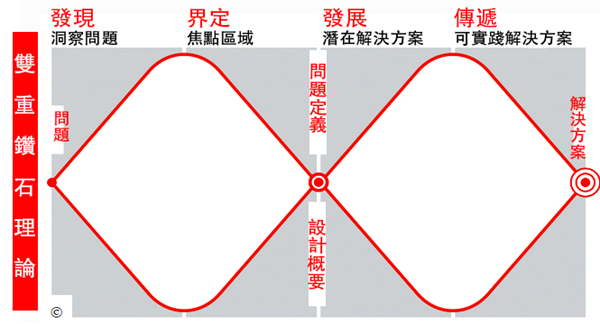 發現
洞察問題
界定
焦點區域
發展
潛在解決方案
傳遞
可實踐解決方案
雙重鑽石理論
問題
問題定義
設計概要
解決方案
©